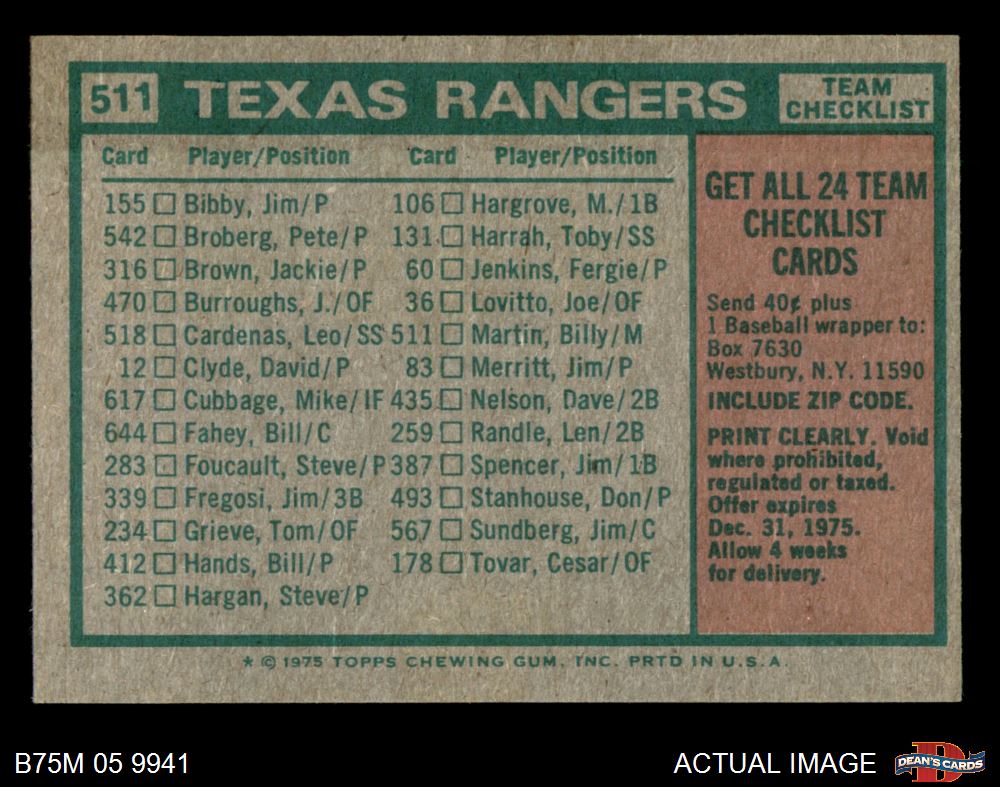 511 TEXAS RANGERS TEAM CHECKLIST
Card Player/Position Card Player/Position
155 Bibby, Jim/P 106 Hargrove, M./1B
542 Broberg, Pete/P 131 Harrah, Toby/SS
316 Brown, Jackie/P 60 Jenkins, Fergie/P
470 Burroughs, J./OF 36 Lovitto, Joe/OF
518 Cardenas, Leo/SS 511 Martin, Billy/M
12 Clyde, David/P 83 Merritt, Jim/P
617 Cubbage, Mike/IF 435 Nelson, Dave/2B
644 Fahey, Bill/C 259 Randle, Len/2B
283 Foucault, Steve/P 387 Spencer, Jim/1B
339 Fregosi, Jim/3B 493 Stanhouse, Don/P
234 Grieve, Tom/OF 567 Sundberg, Jim/C
412 Hands, Bill/P 178 Tovar, Cesar/OF
362 Hargan, Steve/P
GET ALL 24 TEAM
CHECKLIST
CARDS
Send 40¢ plus
1 Baseball wrapper to:
Box 7630
Westbury, N.Y. 11590
INCLUDE ZIP CODE.
PRINT CLEARLY. Void
where prohibited,
regulated or taxed.
Offer expires
Dec. 31, 1975.
Allow 4 weeks
for delivery.
* © 1975 TOPPS CHEWING GUM, INC. PRTD IN U.S.A.
B75M 05 9941 ACTUAL IMAGE D DEAN'S CARDS